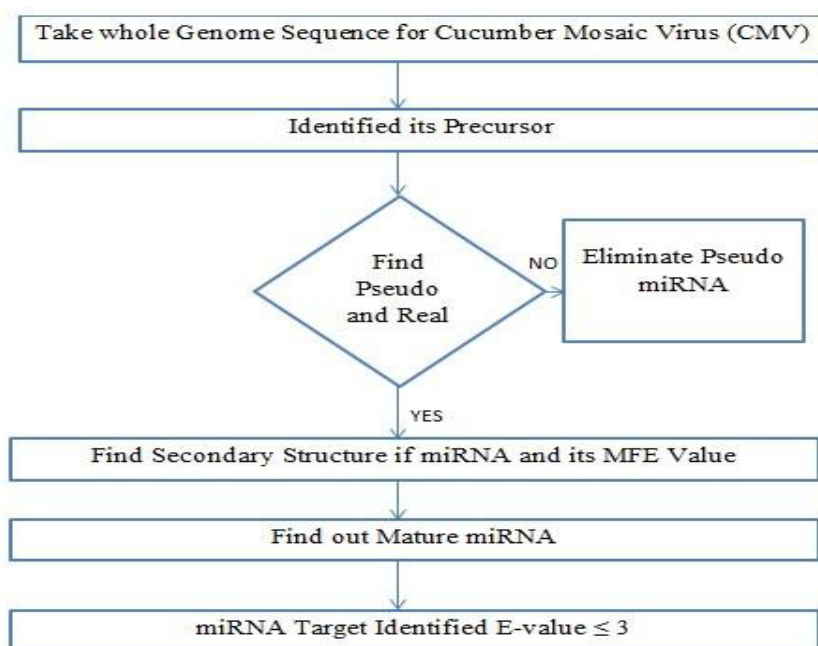 Take whole Genome Sequence for Cucumber Mosaic Virus (CMV)
Identified its Precursor
Find
Pseudo
and Real
NO
Eliminate Pseudo
miRNA
YES
Find Secondary Structure if miRNA and its MFE Value
Find out Mature miRNA
miRNA Target Identified E-value ≤ 3